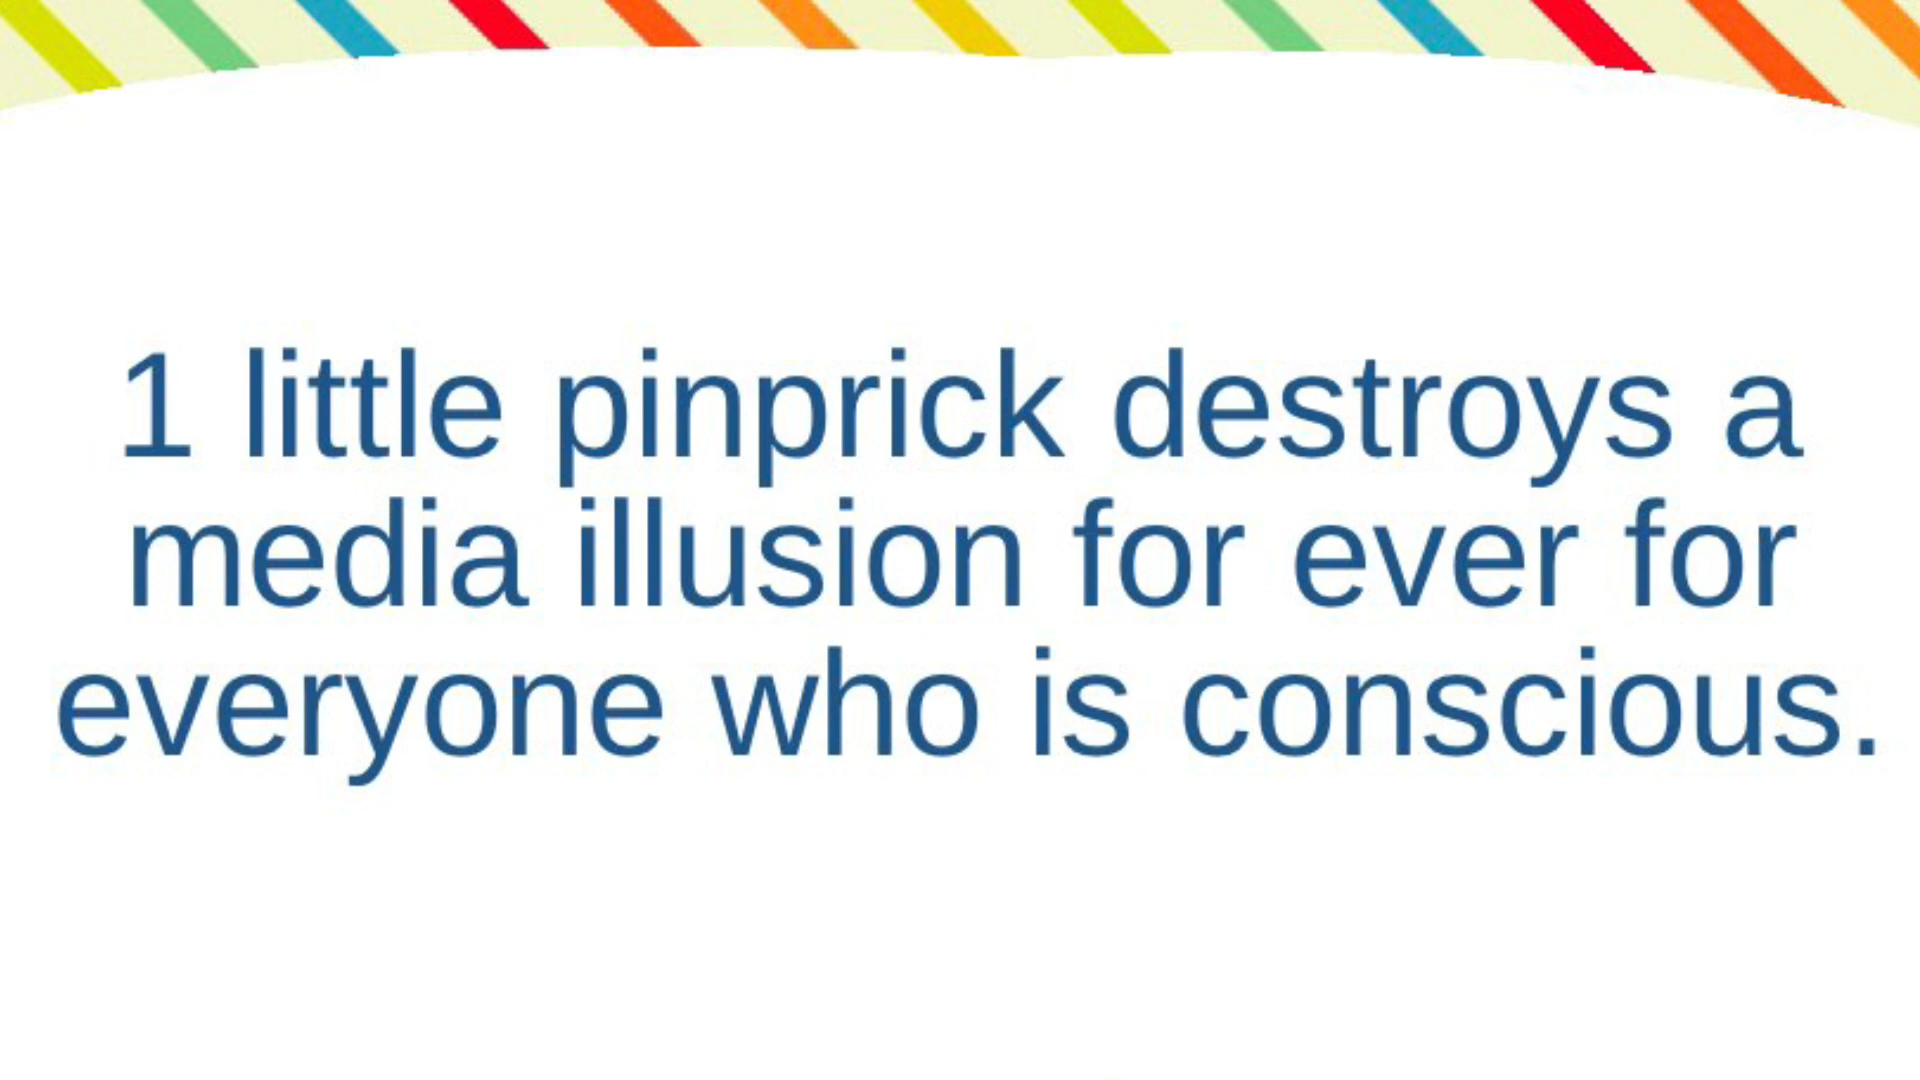 1 little pinprick destroys a
media illusion for ever for
everyone who is conscious.